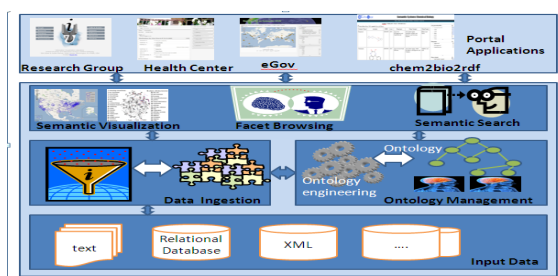 Portal
Applications
Research Group
Health Center
eGov
chem2bio2rdf
Semantic Visualization
Facet Browsing
Semantic Search
Data Ingestion
Ontology
engineering
Ontology
Ontology Management
text
Relational
Database
XML
....
Input Data